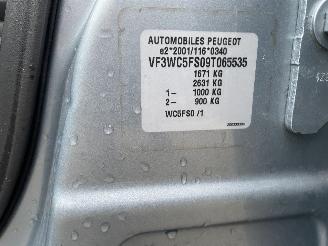 AUTOMOBILES PEUGEOT
e2*2001/116*0340
VF3WC5FS09T065535
1671 KG
2631 KG
1- 1000 KG
2- 900 KG
WC5FS0 /1